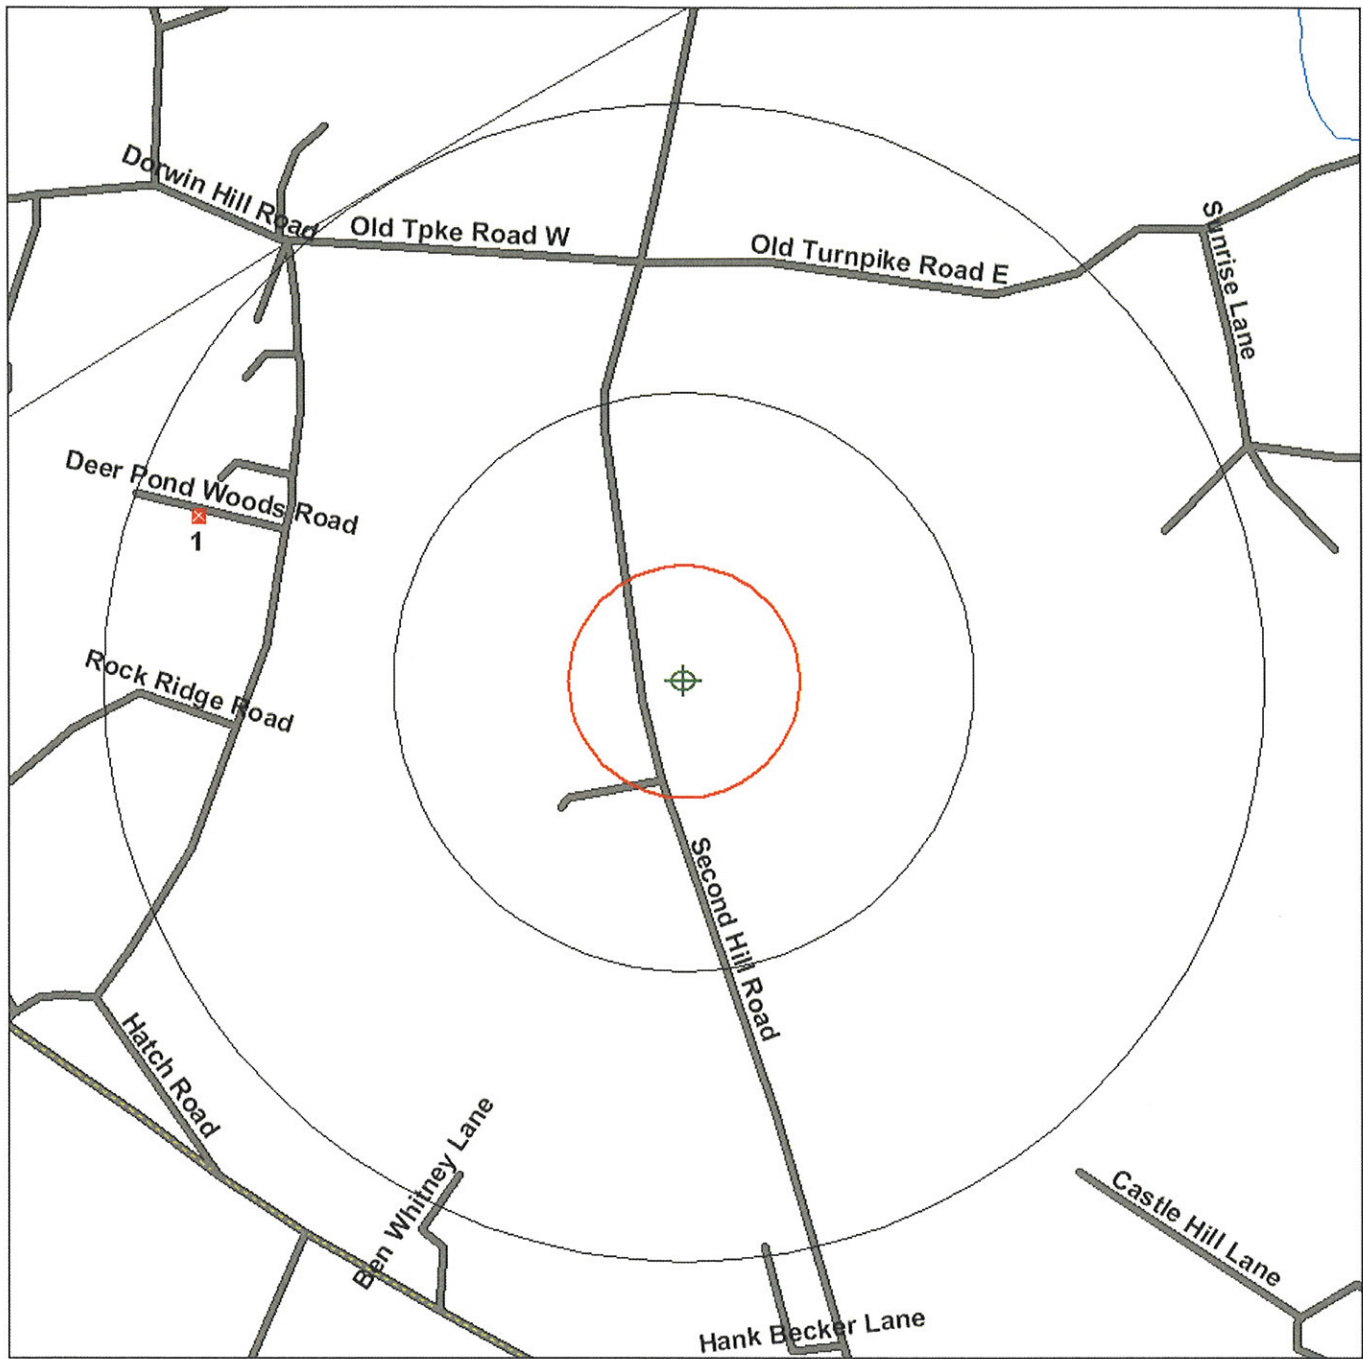 Dorwin Hill Road
Old Tpke Road W
Old Turnpike Road E
Sunrise Lane
Deer Pond Woods Road
1
Rock Ridge Road
Second Hill Road
Hatch Road
Ben Whitney Lane
Castle Hill Lane
Hank Becker Lane